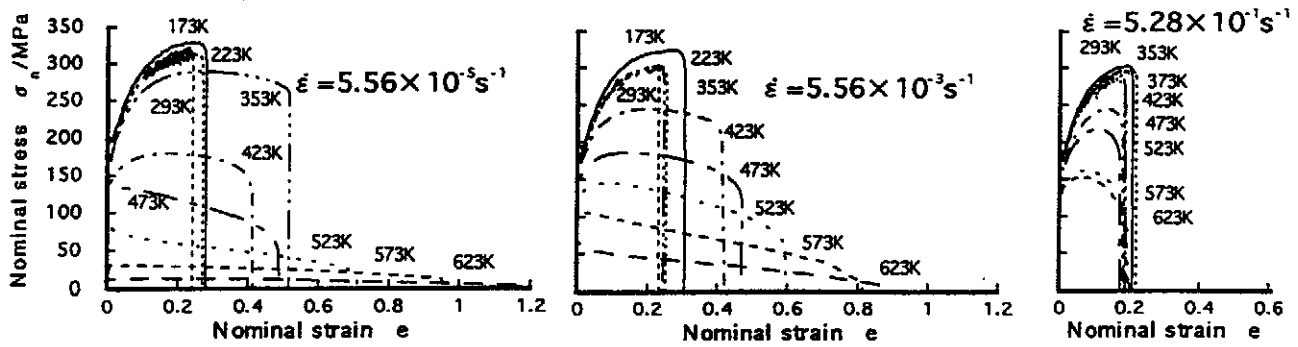 Nominal stress σn /MPa
350
300
250
200
150
100
50
0
173K
223K
ε̇ = 5.56×10⁻⁵s⁻¹
293K
353K
423K
473K
523K
573K
623K
0 0.2 0.4 0.6 0.8 1.0 1.2
Nominal strain e
173K
223K
293K
353K
ε̇ = 5.56×10⁻³s⁻¹
423K
473K
523K
573K
623K
0 0.2 0.4 0.6 0.8 1.0 1.2
Nominal strain e
ε̇ = 5.28×10⁻¹s⁻¹
293K
353K
373K
423K
473K
523K
573K
623K
0 0.2 0.4 0.6
Nominal strain e